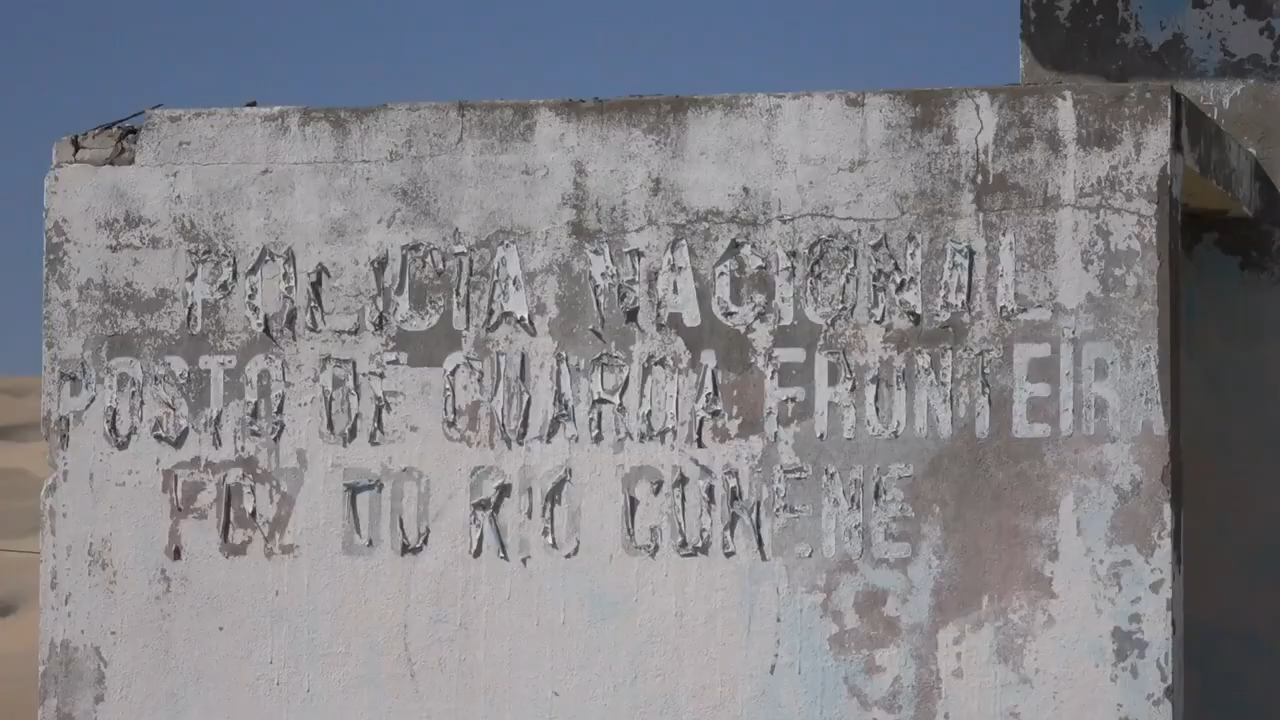 POLICIA NACIONAL
POSTO DE GUARDA FRONTEIRA
FOZ DO RIO CUNENE